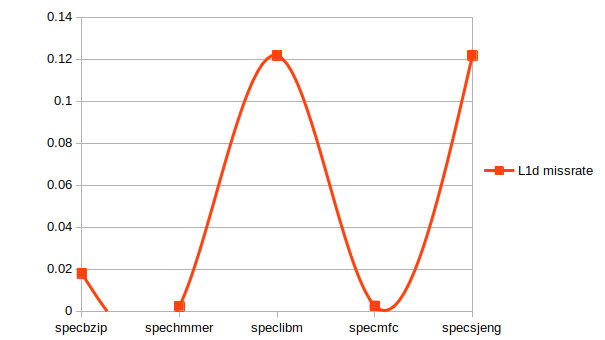 0.14
0.12
0.1
0.08
0.06
0.04
0.02
0
specbzip
spechmmer
speclibm
specmfc
specsjeng
L1d missrate